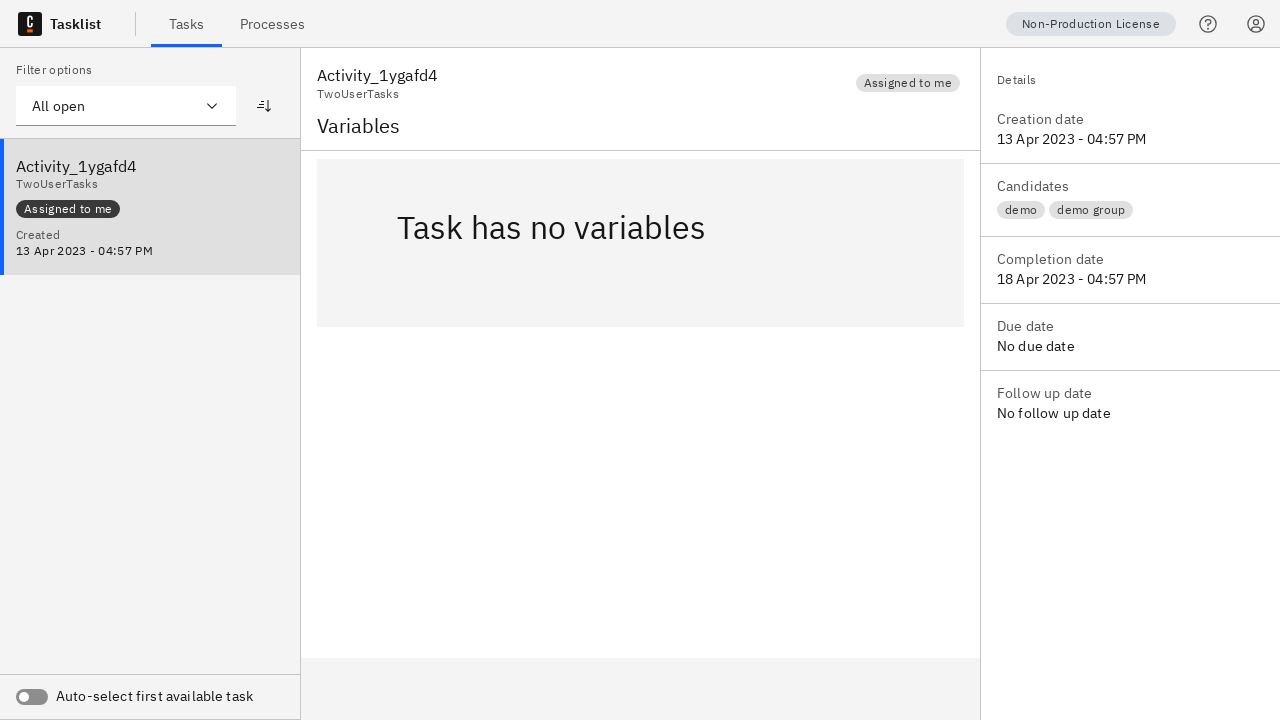 Tasklist
Tasks
Processes
Non-Production License
Filter options
All open
Activity_1ygafd4
TwoUserTasks
Assigned to me
Created
13 Apr 2023 - 04:57 PM
Auto-select first available task
Activity_1ygafd4
TwoUserTasks
Assigned to me
Variables
Task has no variables
Details
Creation date
13 Apr 2023 - 04:57 PM
Candidates
demo
demo group
Completion date
18 Apr 2023 - 04:57 PM
Due date
No due date
Follow up date
No follow up date